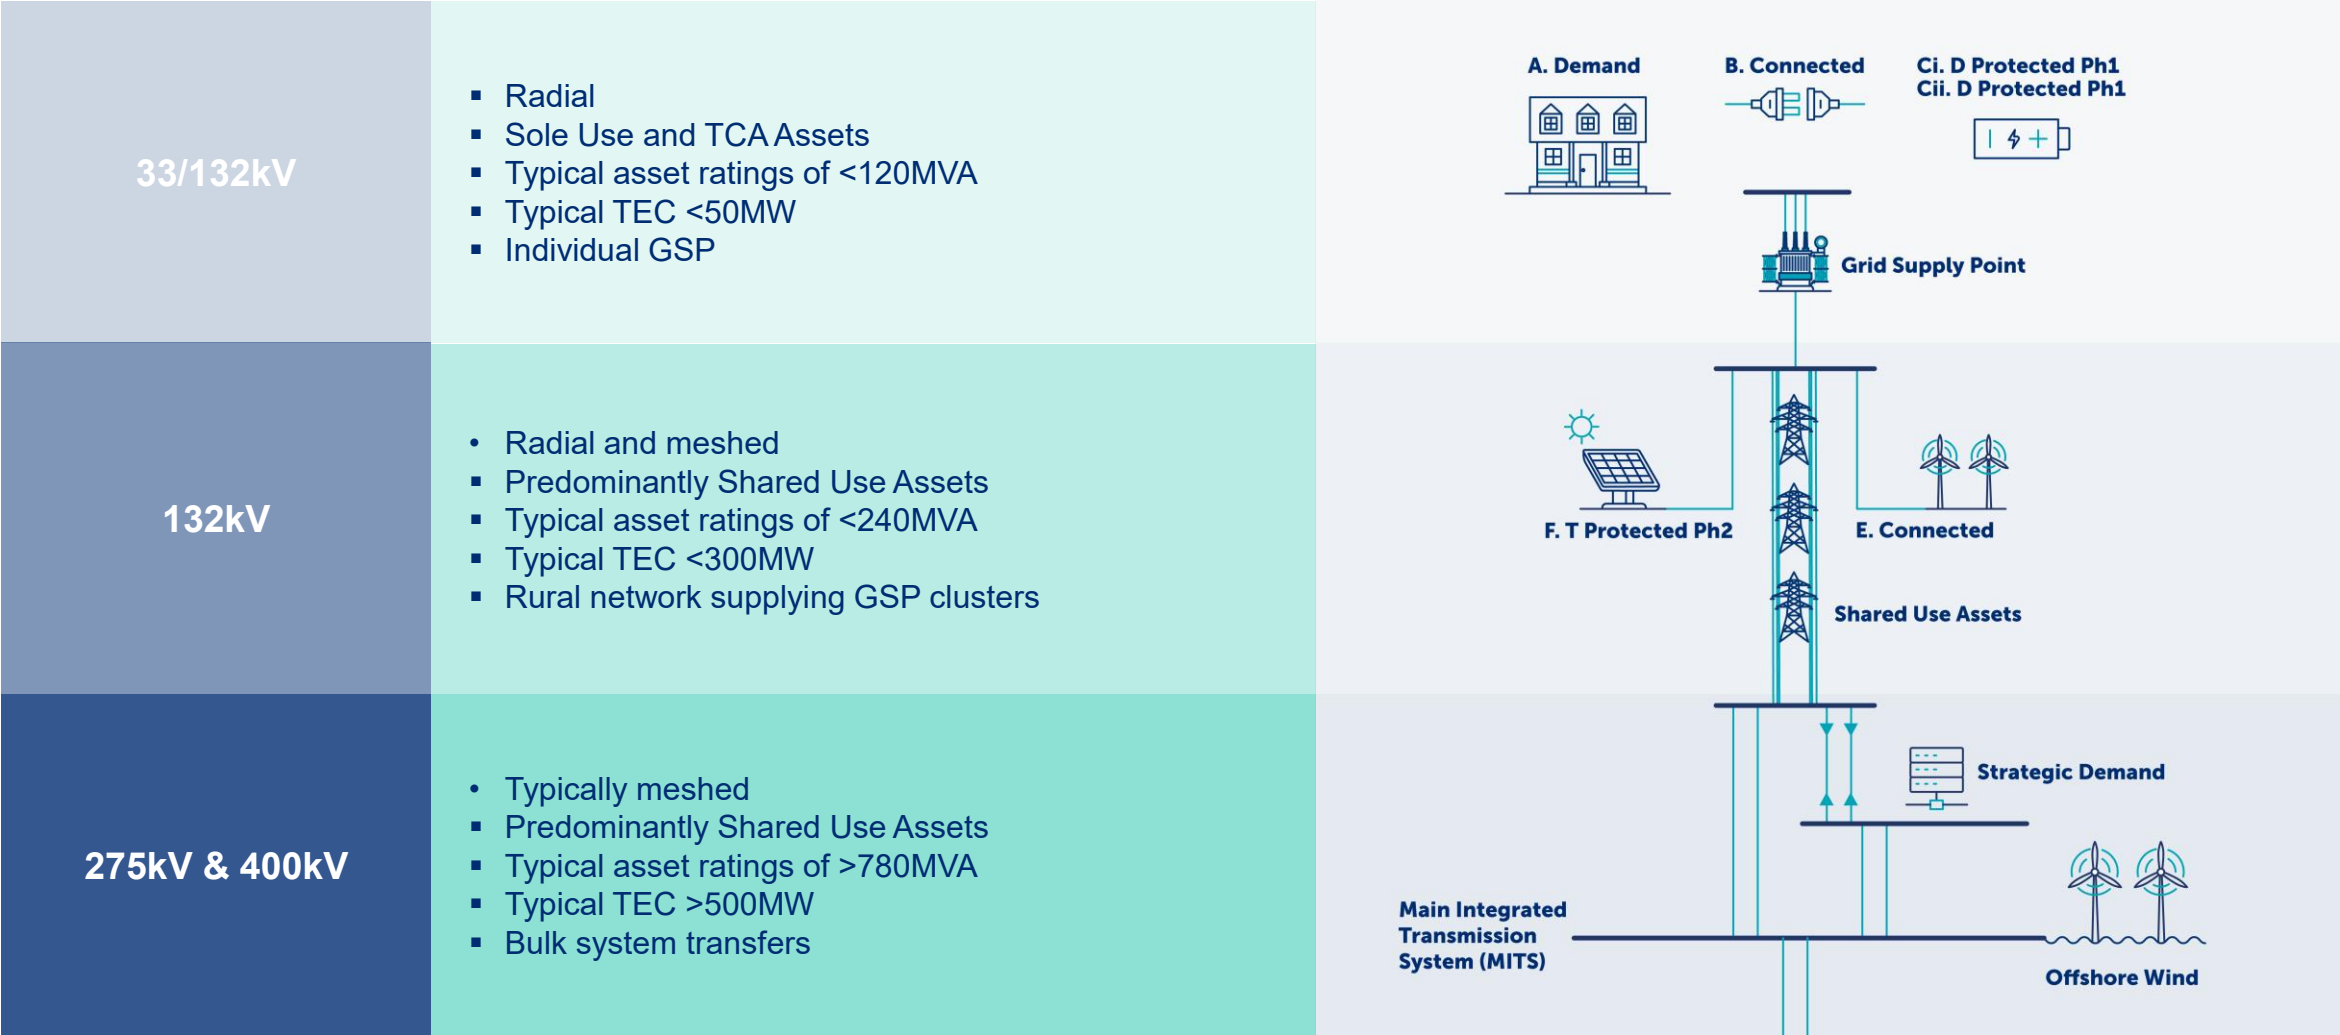 33/132kV
Radial
Sole Use and TCA Assets
Typical asset ratings of <120MVA
Typical TEC <50MW
Individual GSP
A. Demand
B. Connected
Ci. D Protected Ph1
Cii. D Protected Ph1
Grid Supply Point
132kV
Radial and meshed
Predominantly Shared Use Assets
Typical asset ratings of <240MVA
Typical TEC <300MW
Rural network supplying GSP clusters
F. T Protected Ph2
E. Connected
Shared Use Assets
275kV & 400kV
Typically meshed
Predominantly Shared Use Assets
Typical asset ratings of >780MVA
Typical TEC >500MW
Bulk system transfers
Strategic Demand
Main Integrated
Transmission
System (MITS)
Offshore Wind